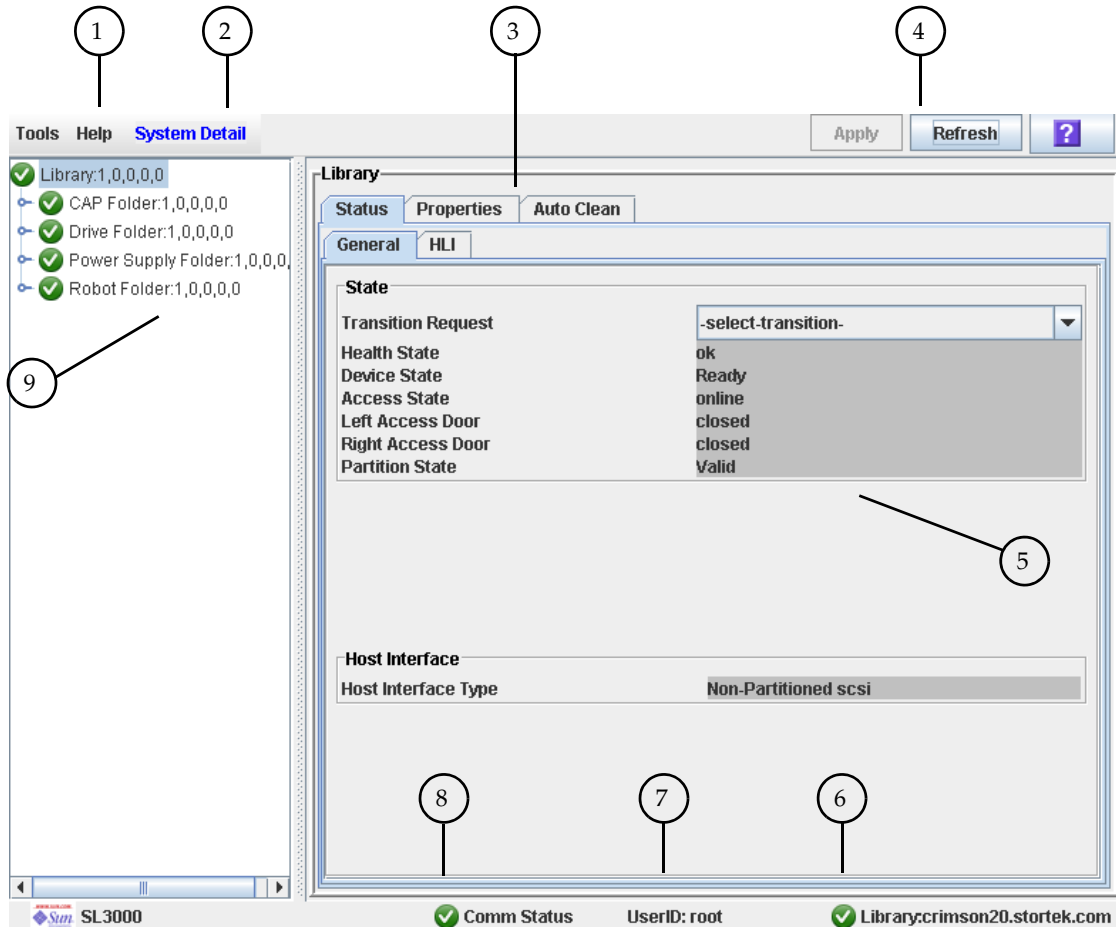 1 2 3 4
Tools Help System Detail Apply Refresh ?
Library:1,0,0,0,0
CAP Folder:1,0,0,0,0
Drive Folder:1,0,0,0,0
Power Supply Folder:1,0,0,0,
Robot Folder:1,0,0,0,0
9
Library
Status Properties Auto Clean
General HLI
State
Transition Request -select-transition-
Health State ok
Device State Ready
Access State online
Left Access Door closed
Right Access Door closed
Partition State Valid
5
Host Interface
Host Interface Type Non-Partitioned scsi
8 7 6
Sun SL3000 Comm Status UserID: root Library:crimson20.stortek.com